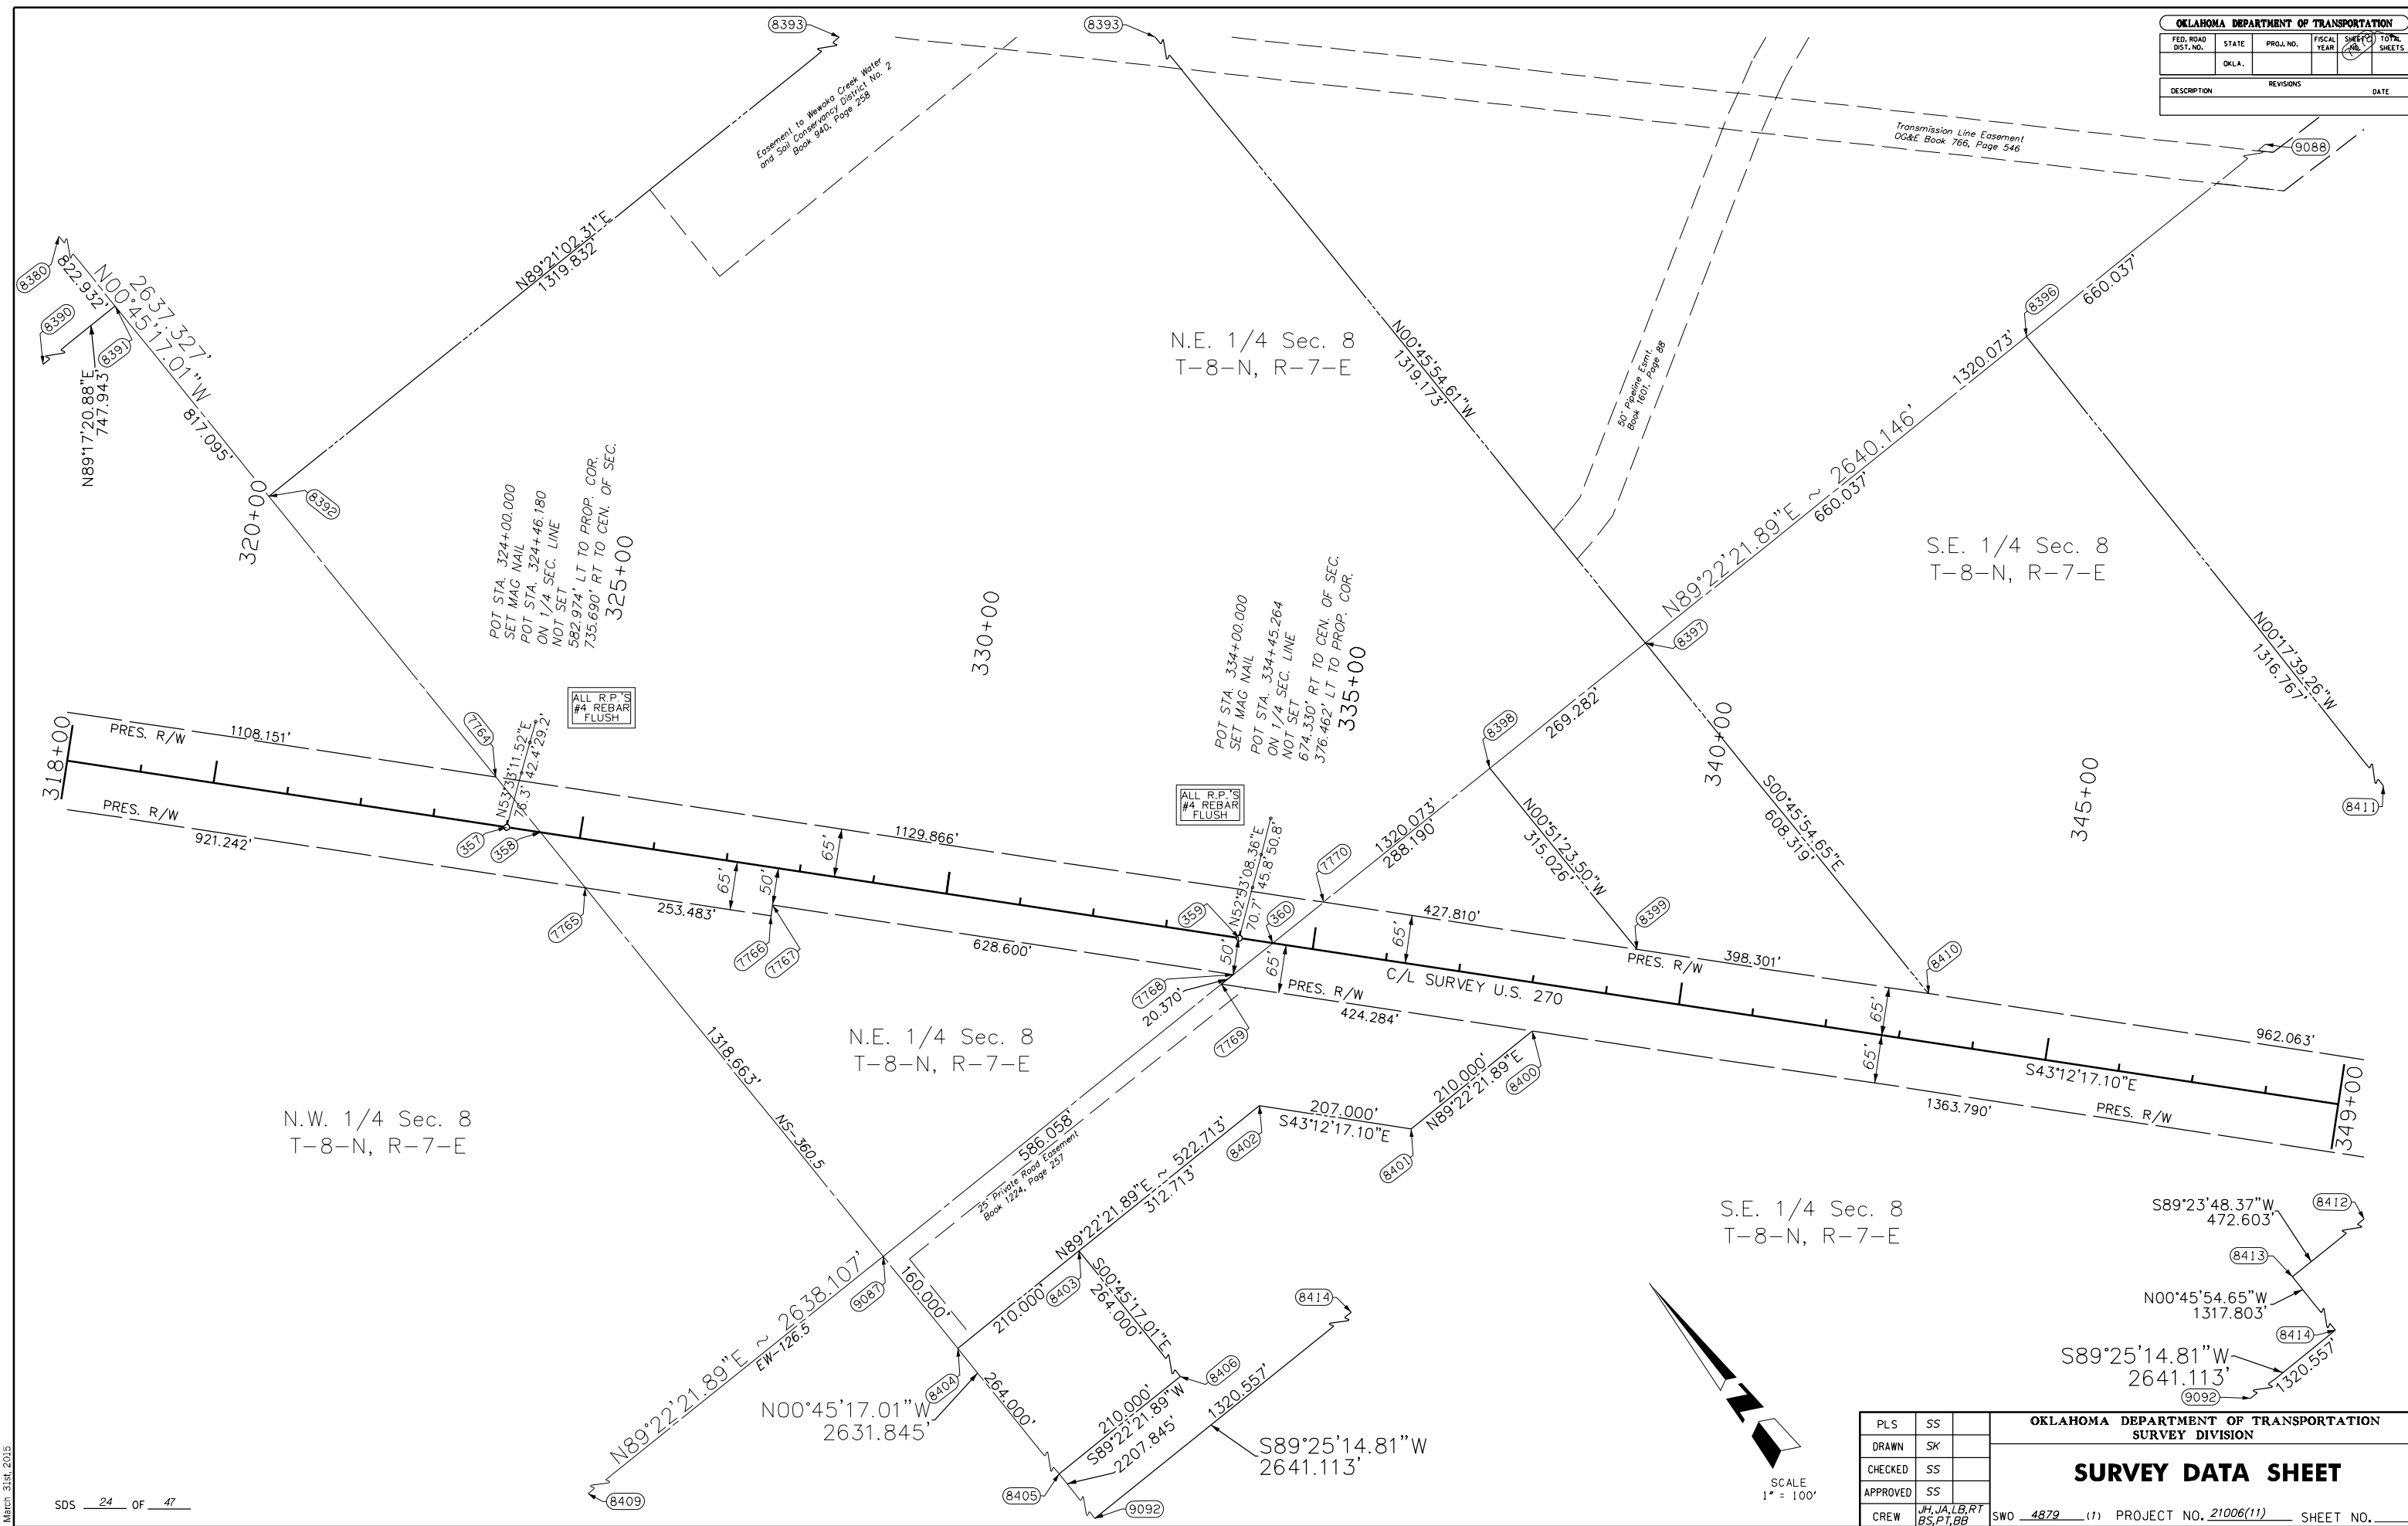 OKLAHOMA DEPARTMENT OF TRANSPORTATION
FED. ROAD DIST. NO.
STATE
PROJ. NO.
FISCAL YEAR
SHEET NO.
TOTAL SHEETS
OKLA.
REVISIONS
DESCRIPTION
DATE
8393
8393
Easement to Wewoka Creek Water
and Soil Conservancy District No. 2
Book 940, Page 258
Transmission Line Easement
OG&E Book 766, Page 546
9088
8380
822.932'
2637.327'
N00°45'17.01"W
8390
8391
N89°17'20.88"E
747.943'
817.095'
N89°21'02.31"E
1319.832'
8392
320+00
N.E. 1/4 Sec. 8
T-8-N, R-7-E
N00°45'54.61"W
1319.173'
50' Pipeline Esmt.
Book 1601, Page 88
8396
660.037'
1320.073'
N89°22'21.89"E ~ 2640.146'
660.037'
S.E. 1/4 Sec. 8
T-8-N, R-7-E
N00°17'39.26"W
1316.767'
8411
POT STA. 324+00.000
SET MAG NAIL
POT STA. 324+46.180
ON 1/4 SEC. LINE
NOT SET
582.974' LT TO PROP. COR.
735.690' RT TO CEN. OF SEC.
325+00
ALL R.P.'S
#4 REBAR
FLUSH
330+00
POT STA. 334+00.000
SET MAG NAIL
POT STA. 334+45.264
ON 1/4 SEC. LINE
NOT SET
674.330' RT TO CEN. OF SEC.
376.462' LT TO PROP. COR.
335+00
ALL R.P.'S
#4 REBAR
FLUSH
8397
8398
269.282'
340+00
345+00
318+00
PRES. R/W
1108.151'
7764
N53°33'11.52"E
76.3' 42.4' 29.2'
PRES. R/W
921.242'
357
358
65'
1129.866'
65'
50'
7765
253.483'
7766
7767
628.600'
359
N52°53'08.36"E
70.7' 45.8' 50.8'
360
7770
1320.073'
288.190'
N00°51'23.50"W
315.026'
S00°45'54.65"E
608.319'
8399
427.810'
65'
PRES. R/W
398.301'
8410
50'
65'
7768
20.370'
7769
PRES. R/W
C/L SURVEY U.S. 270
424.284'
65'
65'
962.063'
S43°12'17.10"E
1363.790'
PRES. R/W
349+00
N.E. 1/4 Sec. 8
T-8-N, R-7-E
1318.663'
NS-360.5
N.W. 1/4 Sec. 8
T-8-N, R-7-E
586.058'
25' Private Road Easement
Book 1224, Page 257
207.000'
S43°12'17.10"E
210.000'
N89°22'21.89"E
8400
8401
8402
N89°22'21.89"E ~ 522.713'
312.713'
8403
S00°45'17.01"E
264.000'
210.000'
160.000'
9087
N89°22'21.89"E ~ 2638.107'
EW-126.5
8409
8404
N00°45'17.01"W
2631.845'
264.000'
8406
210.000'
S89°22'21.89"W
2207.845'
1320.557'
8414
S89°25'14.81"W
2641.113'
8405
9092
S.E. 1/4 Sec. 8
T-8-N, R-7-E
S89°23'48.37"W
472.603'
8412
8413
N00°45'54.65"W
1317.803'
8414
S89°25'14.81"W
2641.113'
1320.557'
9092
N
SCALE
1" = 100'
PLS SS
DRAWN SK
CHECKED SS
APPROVED SS
CREW JH,JA,LB,RT
BS,PT,BB
OKLAHOMA DEPARTMENT OF TRANSPORTATION
SURVEY DIVISION
SURVEY DATA SHEET
SWO 4879 (1) PROJECT NO. 21006(11) SHEET NO.
SDS 24 OF 47
March 31st, 2015